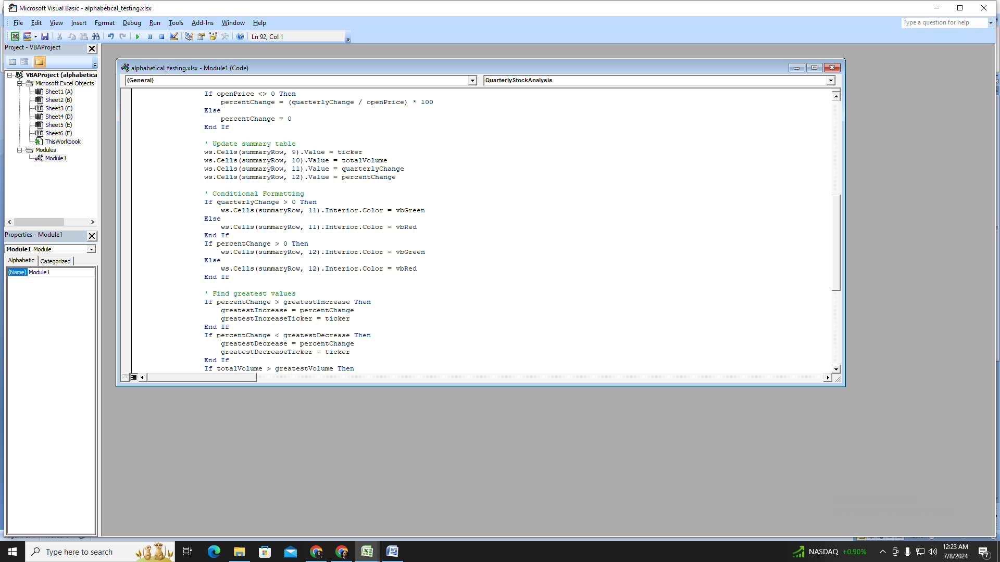 Microsoft Visual Basic - alphabetical_testing.xlsx
File Edit View Insert Format Debug Run Tools Add-Ins Window Help
Type a question for help
Ln 92, Col 1
Project - VBAProject
VBAProject (alphabetica
Microsoft Excel Objects
Sheet1 (A)
Sheet2 (B)
Sheet3 (C)
Sheet4 (D)
Sheet5 (E)
Sheet6 (F)
ThisWorkbook
Modules
Module1
Properties - Module1
Module1 Module
Alphabetic Categorized
(Name) Module1
alphabetical_testing.xlsx - Module1 (Code)
(General) QuarterlyStockAnalysis
If openPrice <> 0 Then
percentChange = (quarterlyChange / openPrice) * 100
Else
percentChange = 0
End If
' Update summary table
ws.Cells(summaryRow, 9).Value = ticker
ws.Cells(summaryRow, 10).Value = totalVolume
ws.Cells(summaryRow, 11).Value = quarterlyChange
ws.Cells(summaryRow, 12).Value = percentChange
' Conditional Formatting
If quarterlyChange > 0 Then
ws.Cells(summaryRow, 11).Interior.Color = vbGreen
Else
ws.Cells(summaryRow, 11).Interior.Color = vbRed
End If
If percentChange > 0 Then
ws.Cells(summaryRow, 12).Interior.Color = vbGreen
Else
ws.Cells(summaryRow, 12).Interior.Color = vbRed
End If
' Find greatest values
If percentChange > greatestIncrease Then
greatestIncrease = percentChange
greatestIncreaseTicker = ticker
End If
If percentChange < greatestDecrease Then
greatestDecrease = percentChange
greatestDecreaseTicker = ticker
End If
If totalVolume > greatestVolume Then
Type here to search
NASDAQ +0.90%
12:23 AM
7/8/2024
7